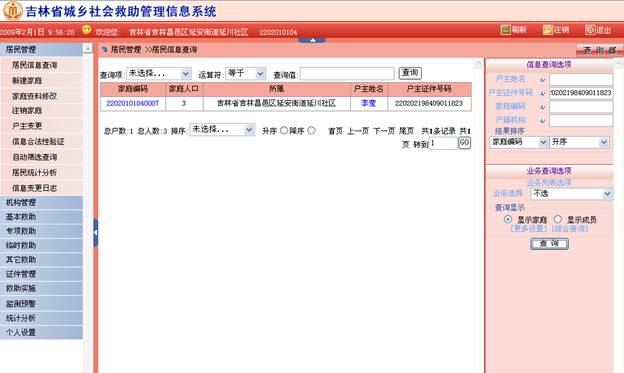 吉林省城乡社会救助管理信息系统
2009年2月1日 9:56:28 欢迎您: 吉林省吉林昌邑区延安街道延川社区 2202010104 刷新 注销 退出
居民管理 居民管理 >>居民信息查询 查 询 器
居民信息查询
新建家庭
家庭资料修改
注销家庭
户主变更
信息合法性验证
自动筛选查询
居民统计分析
信息变更日志
机构管理
基本救助
专项救助
临时救助
其它救助
证件管理
救助实施
监测预警
统计分析
个人设置
查询项: 未选择... 运算符: 等于 查询值: 查询
家庭编码 家庭人口 所属 户主姓名 户主证件号码
22020101040007 3 吉林省吉林昌邑区延安街道延川社区 李莹 220202198409011823
总户数:1 总人数:3 排序: 未选择... 升序 降序 首页 上一页 下一页 尾页 共1条记录 共1
页 转到 1 GO
信息查询选项
户主姓名
户主证件号码 20202198409011823
家庭编码
户籍机构
结果排序
家庭编码 升序
业务查询选项
业务列表选项
业务选择 不选
查询显示
显示家庭 显示成员
[更多设置] [综合查询]
查 询